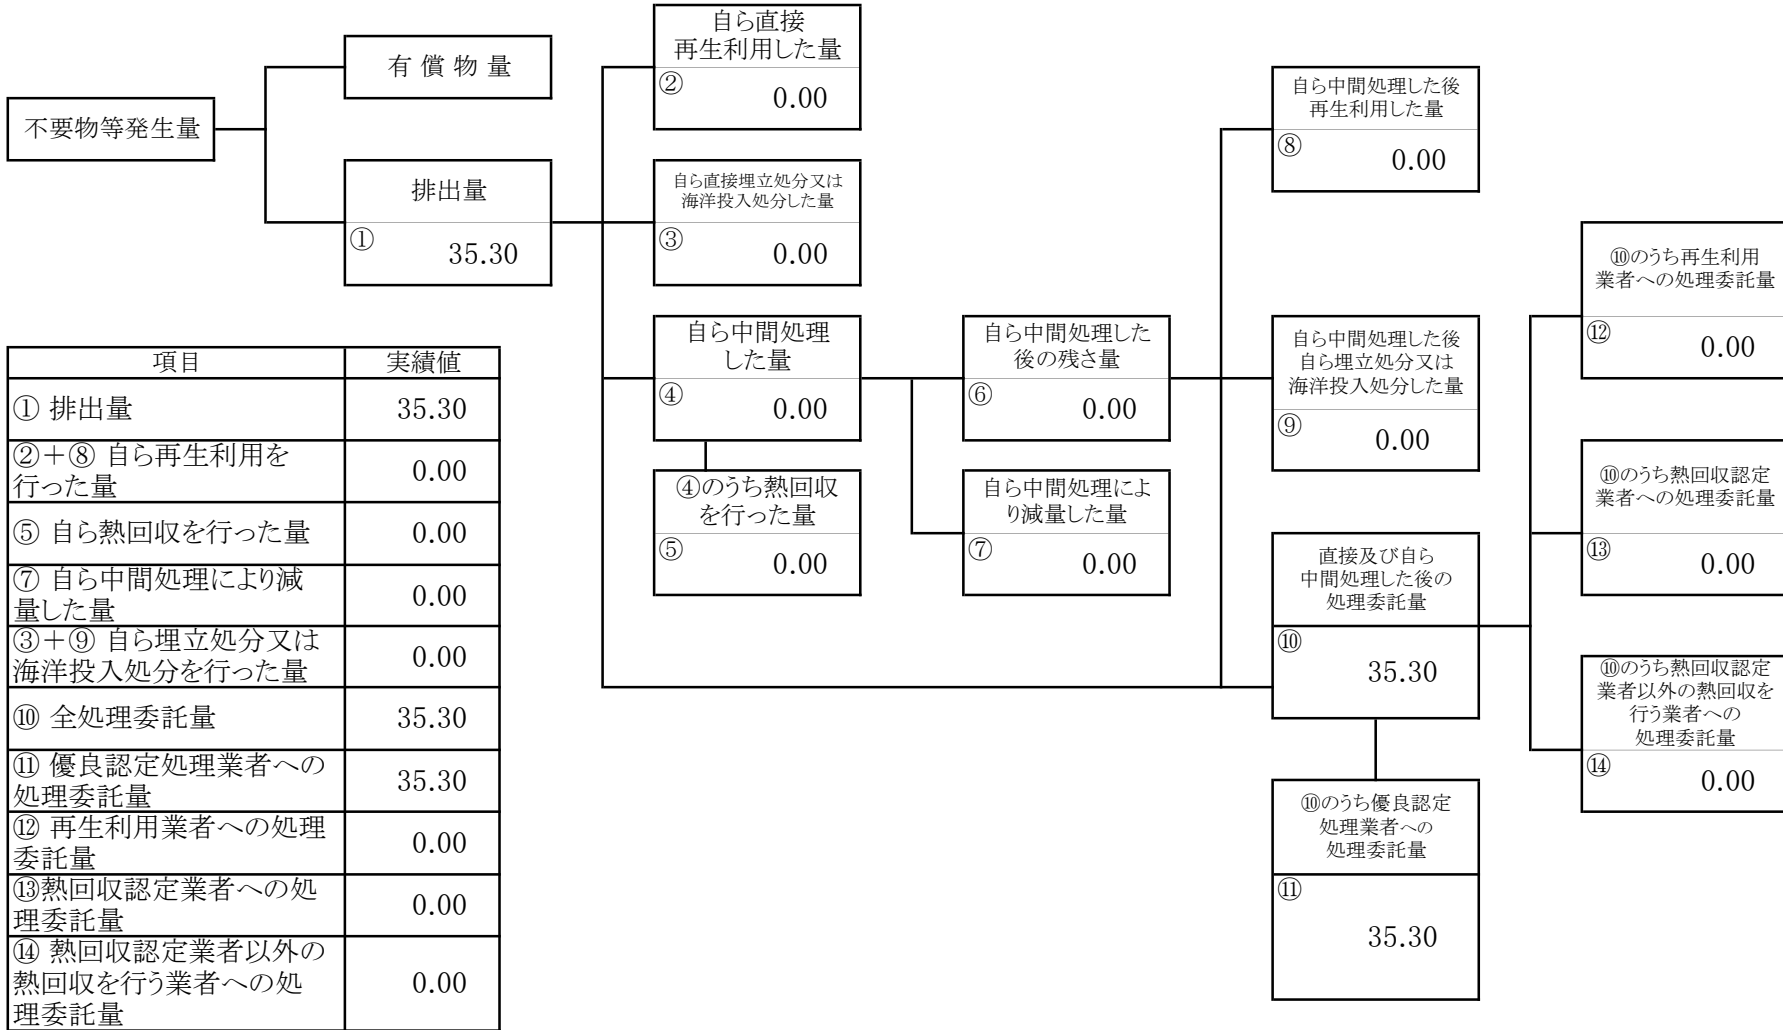 不要物等発生量
有 償 物 量
排出量
①
35.30
自ら直接
再生利用した量
②
0.00
自ら直接埋立処分又は
海洋投入処分した量
③
0.00
自ら中間処理
した量
④
0.00
④のうち熱回収
を行った量
⑤
0.00
自ら中間処理した
後の残さ量
⑥
0.00
自ら中間処理によ
り減量した量
⑦
0.00
自ら中間処理した後
再生利用した量
⑧
0.00
自ら中間処理した後
自ら埋立処分又は
海洋投入処分した量
⑨
0.00
直接及び自ら
中間処理した後の
処理委託量
⑩
35.30
⑩のうち優良認定
処理業者への
処理委託量
⑪
35.30
⑩のうち再生利用
業者への処理委託量
⑫
0.00
⑩のうち熱回収認定
業者への処理委託量
⑬
0.00
⑩のうち熱回収認定
業者以外の熱回収を
行う業者への
処理委託量
⑭
0.00
項目 実績値
① 排出量 35.30
②+⑧ 自ら再生利用を
行った量 0.00
⑤ 自ら熱回収を行った量 0.00
⑦ 自ら中間処理により減
量した量 0.00
③+⑨ 自ら埋立処分又は
海洋投入処分を行った量 0.00
⑩ 全処理委託量 35.30
⑪ 優良認定処理業者への
処理委託量 35.30
⑫ 再生利用業者への処理
委託量 0.00
⑬熱回収認定業者への処
理委託量 0.00
⑭ 熱回収認定業者以外の
熱回収を行う業者への処
理委託量 0.00